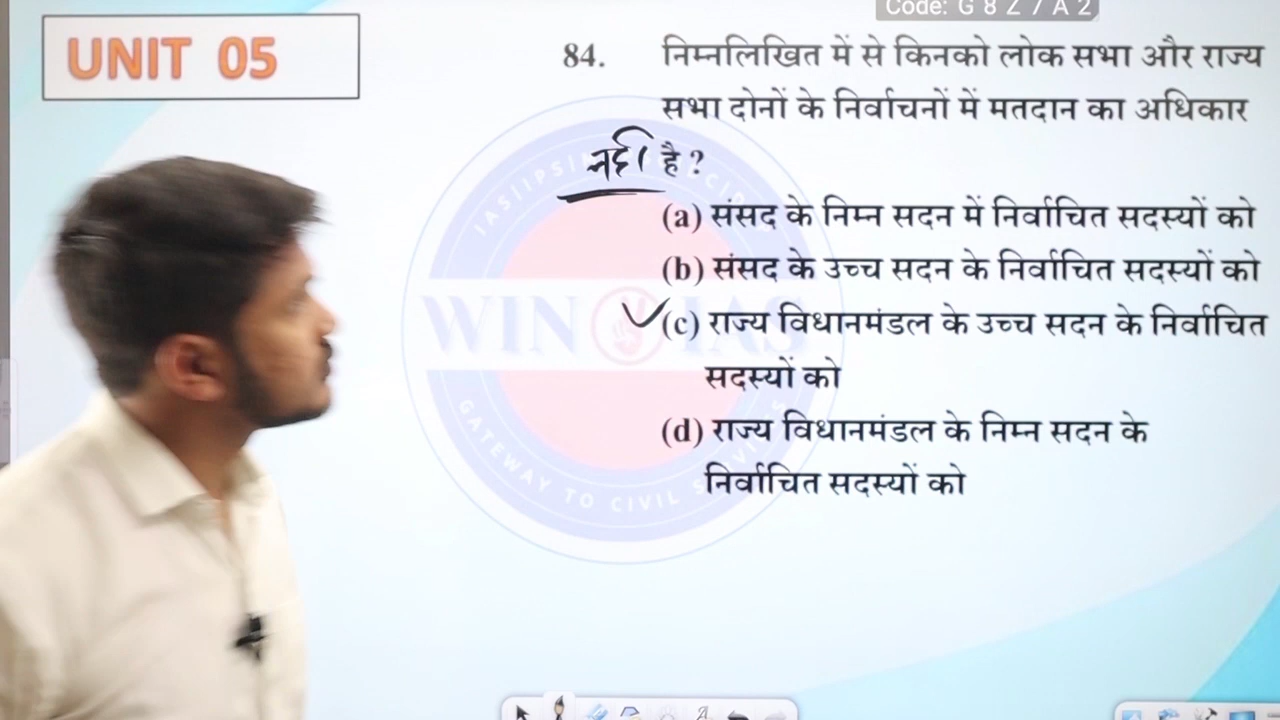 Code: G 8 Z 7 A 2
UNIT 05
84. निम्नलिखित में से किनको लोक सभा और राज्य
सभा दोनों के निर्वाचनों में मतदान का अधिकार
नहीं है ?
(a) संसद के निम्न सदन में निर्वाचित सदस्यों को
(b) संसद के उच्च सदन के निर्वाचित सदस्यों को
(c) राज्य विधानमंडल के उच्च सदन के निर्वाचित
सदस्यों को
(d) राज्य विधानमंडल के निम्न सदन के
निर्वाचित सदस्यों को
WIN IAS
GATEWAY TO CIVIL